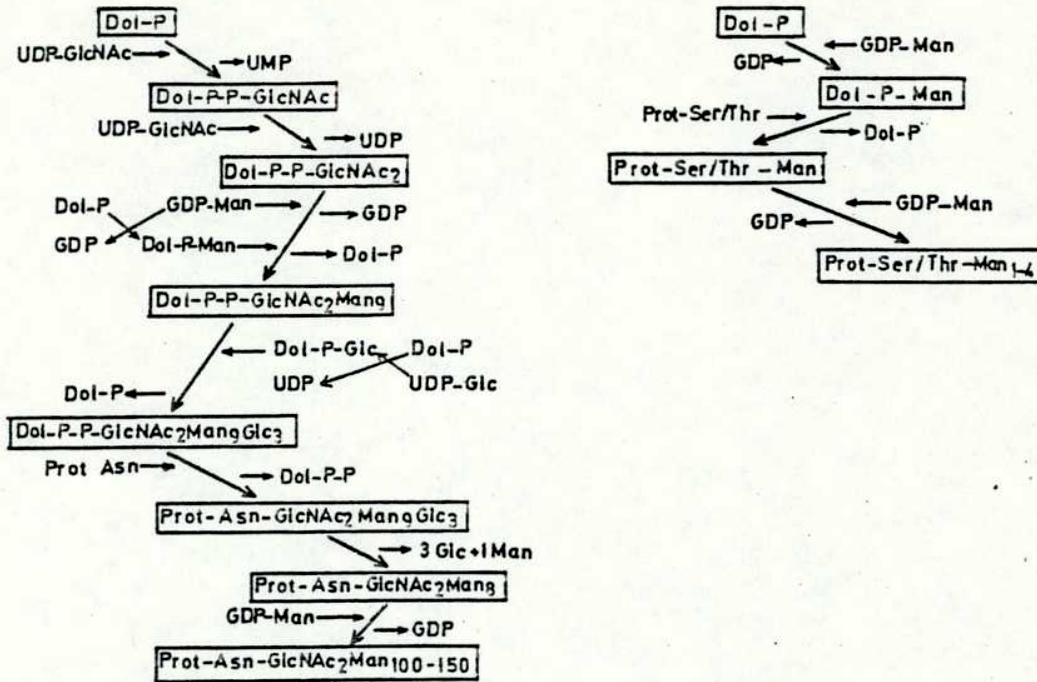 Dol-P
UDP-GlcNAc
UMP
Dol-P-P-GlcNAc
UDP-GlcNAc
UDP
Dol-P-P-GlcNAc2
Dol-P
GDP-Man
GDP
GDP
Dol-P-Man
Dol-P
Dol-P-P-GlcNAc2Man9
Dol-P-Glc
Dol-P
UDP
UDP-Glc
Dol-P
Dol-P-P-GlcNAc2Man9Glc3
Prot Asn
Dol-P-P
Prot-Asn-GlcNAc2Man9Glc3
3 Glc+1Man
Prot-Asn-GlcNAc2Man8
GDP-Man
GDP
Prot-Asn-GlcNAc2Man100-150
Dol-P
GDP-Man
GDP
Dol-P-Man
Prot-Ser/Thr
Dol-P
Prot-Ser/Thr-Man
GDP-Man
GDP
Prot-Ser/Thr-Man1-4